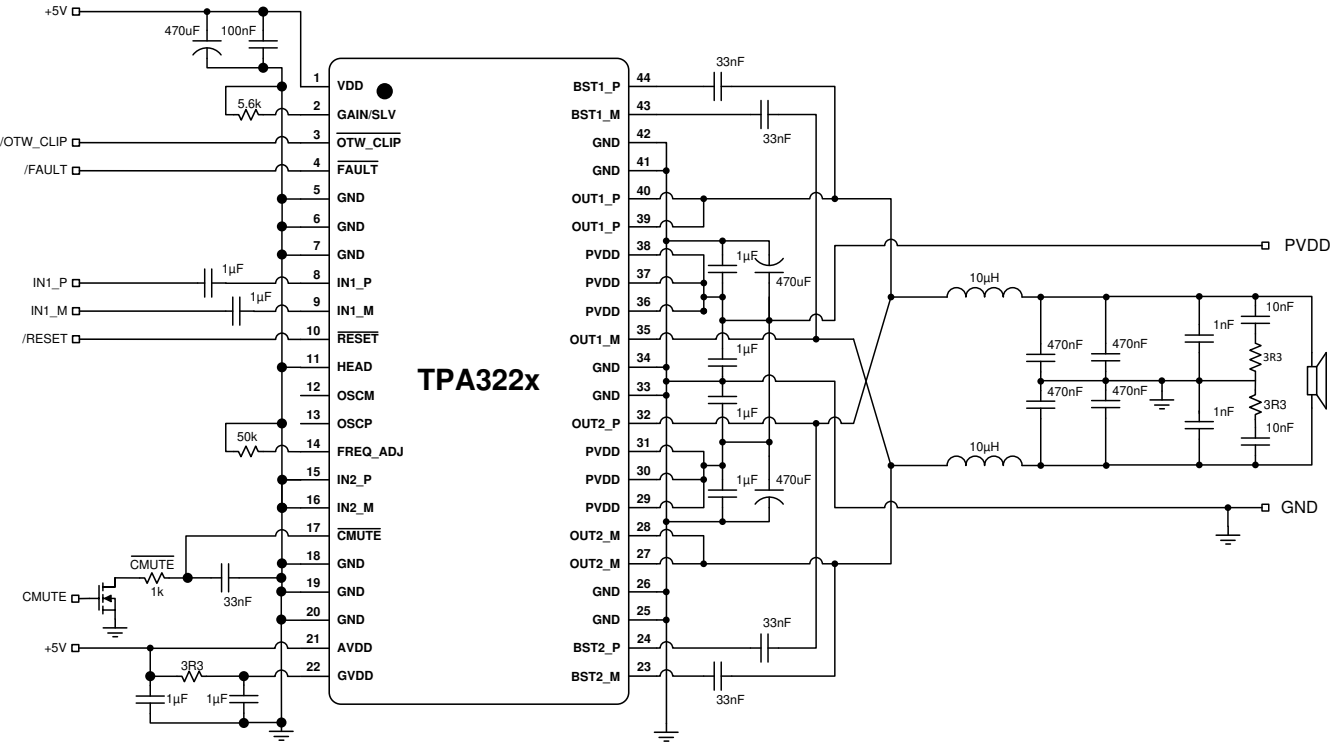 +5V
470uF
100nF
1
VDD
5.6k
2
GAIN/SLV
/OTW_CLIP
3
OTW_CLIP
/FAULT
4
FAULT
5
GND
6
GND
7
GND
IN1_P
1µF
8
IN1_P
IN1_M
1µF
9
IN1_M
/RESET
10
RESET
11
HEAD
12
OSCM
13
OSCP
50k
14
FREQ_ADJ
15
IN2_P
16
IN2_M
17
CMUTE
18
GND
CMUTE
1k
33nF
CMUTE
19
GND
20
GND
+5V
21
AVDD
3R3
22
GVDD
1µF
1µF
TPA322x
BST1_P
44
33nF
BST1_M
43
33nF
GND
42
GND
41
OUT1_P
40
OUT1_P
39
PVDD
38
PVDD
37
PVDD
36
OUT1_M
35
GND
34
GND
33
OUT2_P
32
PVDD
31
PVDD
30
PVDD
29
OUT2_M
28
OUT2_M
27
GND
26
GND
25
BST2_P
24
33nF
BST2_M
23
33nF
1µF
470uF
1µF
1µF
1µF
470uF
PVDD
10µH
470nF
470nF
1nF
10nF
3R3
470nF
470nF
1nF
3R3
10nF
10µH
GND